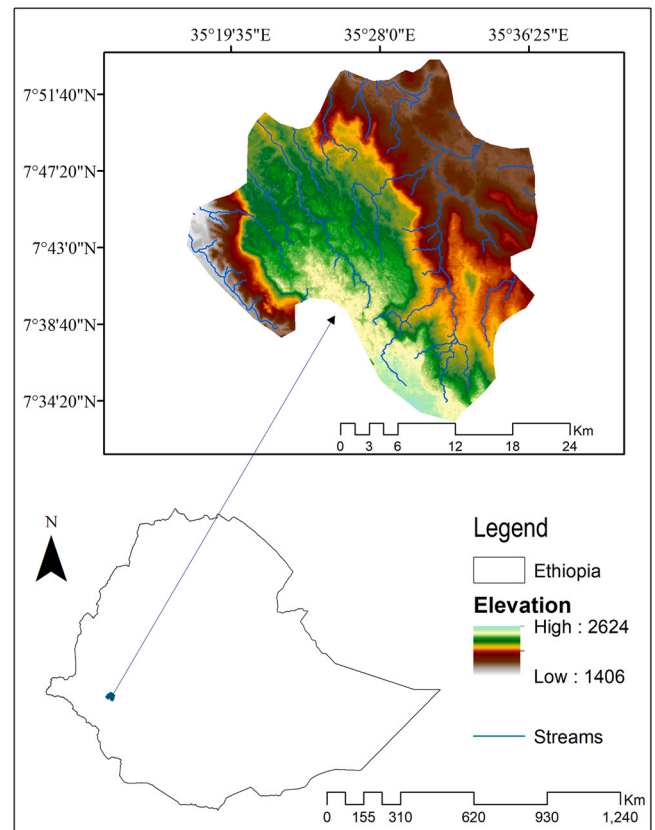 35°19'35"E 35°28'0"E 35°36'25"E
7°51'40"N
7°47'20"N
7°43'0"N
7°38'40"N
7°34'20"N
Km
0 3 6 12 18 24
N
Legend
Ethiopia
Elevation
High : 2624
Low : 1406
Streams
Km
0 155 310 620 930 1,240